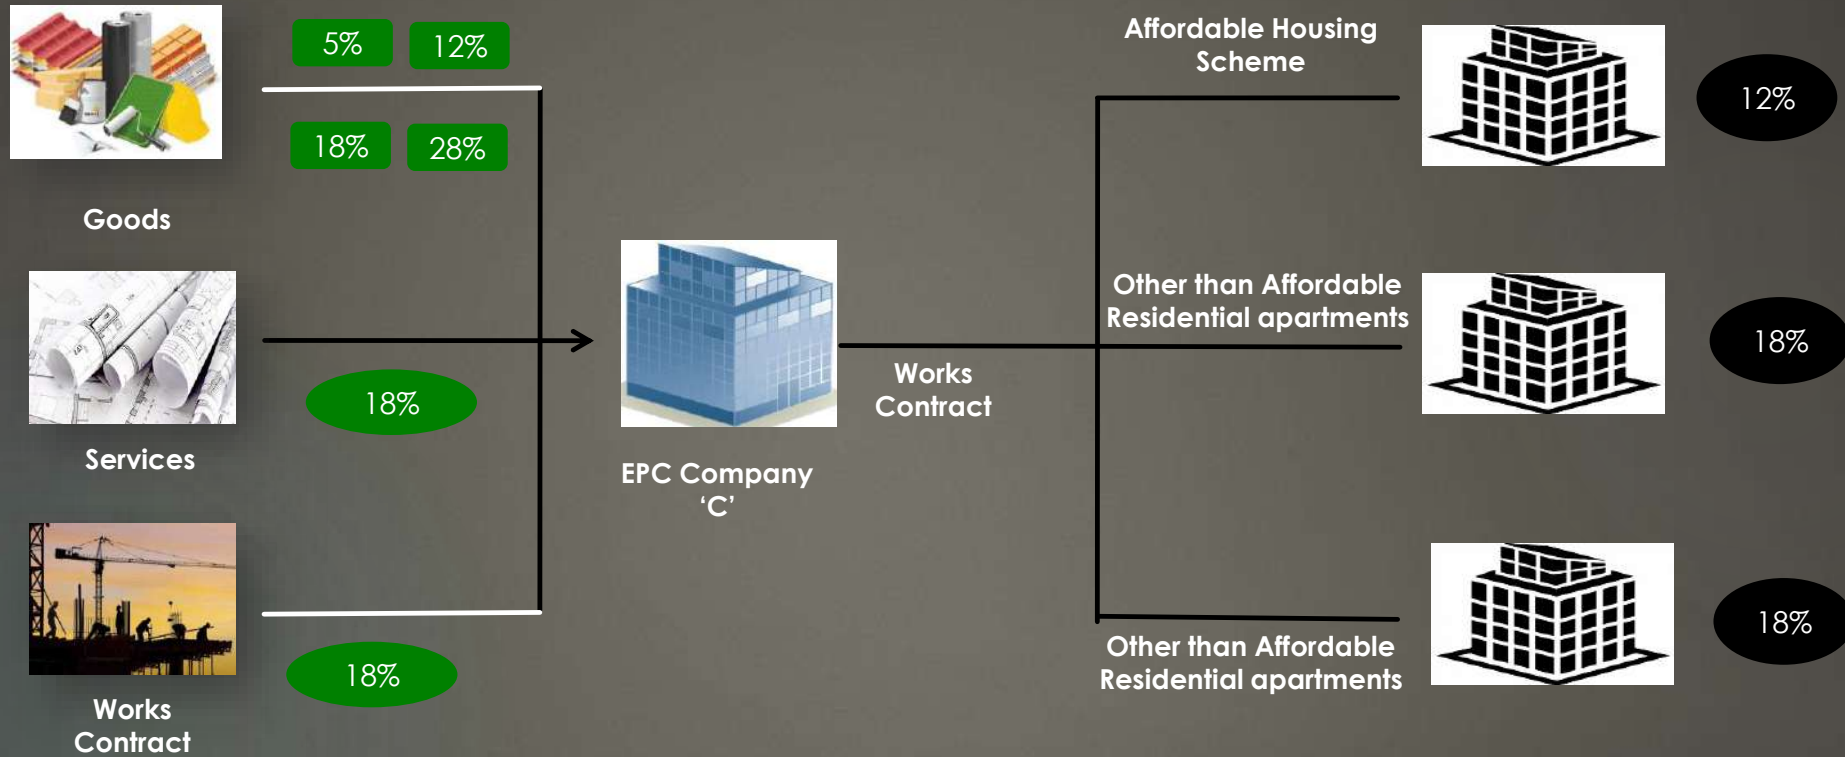 5%
12%
18%
28%
Goods
18%
Services
18%
Works
Contract
EPC Company
‘C’
Works
Contract
Affordable Housing
Scheme
12%
Other than Affordable
Residential apartments
18%
Other than Affordable
Residential apartments
18%